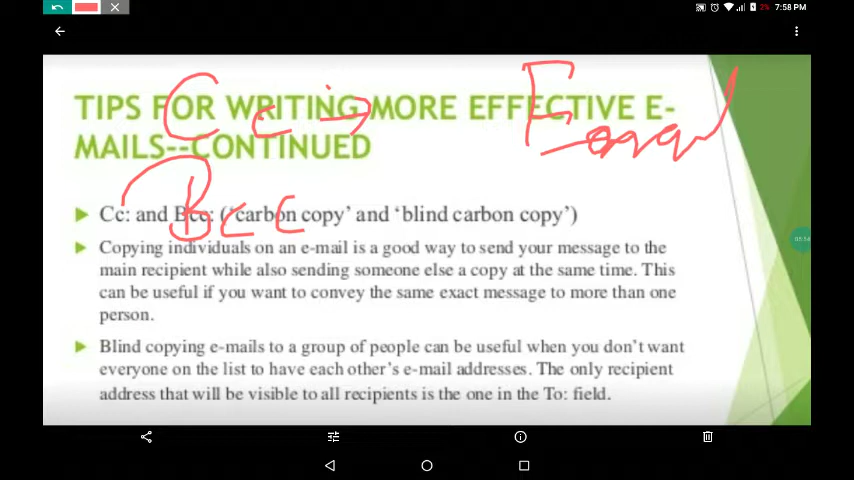 2% 7:58 PM
Cc →
TIPS FOR WRITING MORE EFFECTIVE E-
MAILS--CONTINUED
Bcc
Cc: and Bcc: ('carbon copy' and 'blind carbon copy')
Copying individuals on an e-mail is a good way to send your message to the
main recipient while also sending someone else a copy at the same time. This
can be useful if you want to convey the same exact message to more than one
person.
Blind copying e-mails to a group of people can be useful when you don't want
everyone on the list to have each other's e-mail addresses. The only recipient
address that will be visible to all recipients is the one in the To: field.